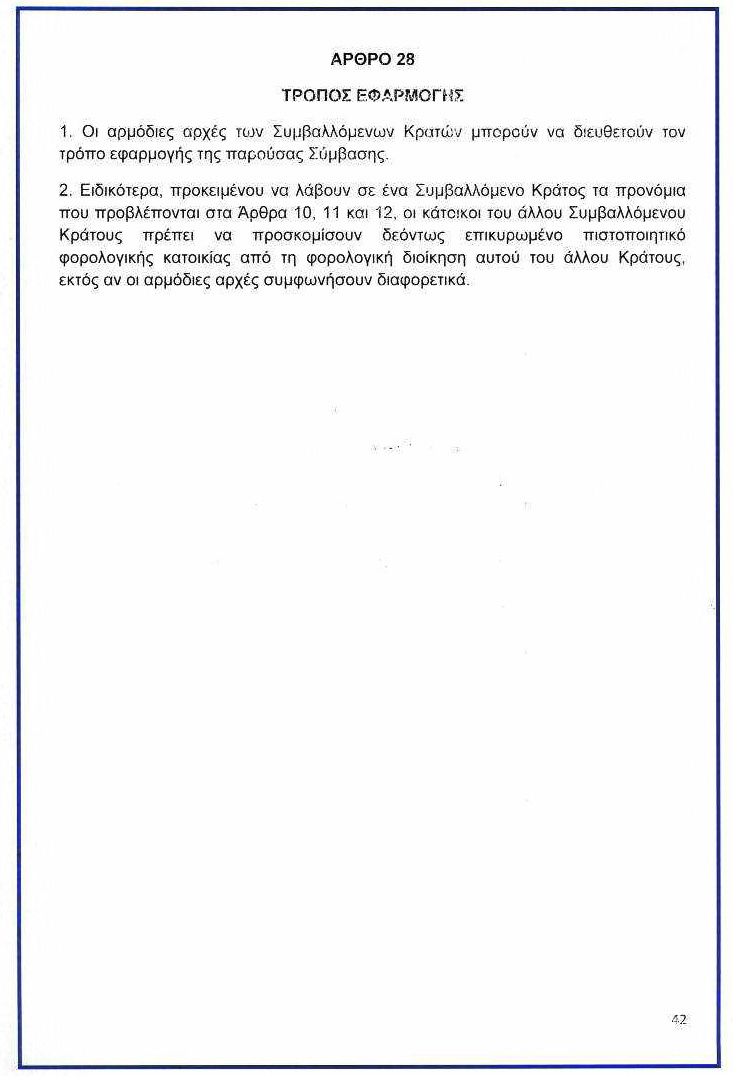 ΑΡΘΡΟ 28
ΤΡΟΠΟΣ ΕΦΑΡΜΟΓΗΣ
1. Οι αρμόδιες αρχές των Συμβαλλόμενων Κρατών μπορούν να διευθετούν τον
τρόπο εφαρμογής της παρούσας Σύμβασης.
2. Ειδικότερα, προκειμένου να λάβουν σε ένα Συμβαλλόμενο Κράτος τα προνόμια
που προβλέπονται στα Άρθρα 10, 11 και 12, οι κάτοικοι του άλλου Συμβαλλόμενου
Κράτους πρέπει να προσκομίσουν δεόντως επικυρωμένο πιστοποιητικό
φορολογικής κατοικίας από τη φορολογική διοίκηση αυτού του άλλου Κράτους,
εκτός αν οι αρμόδιες αρχές συμφωνήσουν διαφορετικά.
42